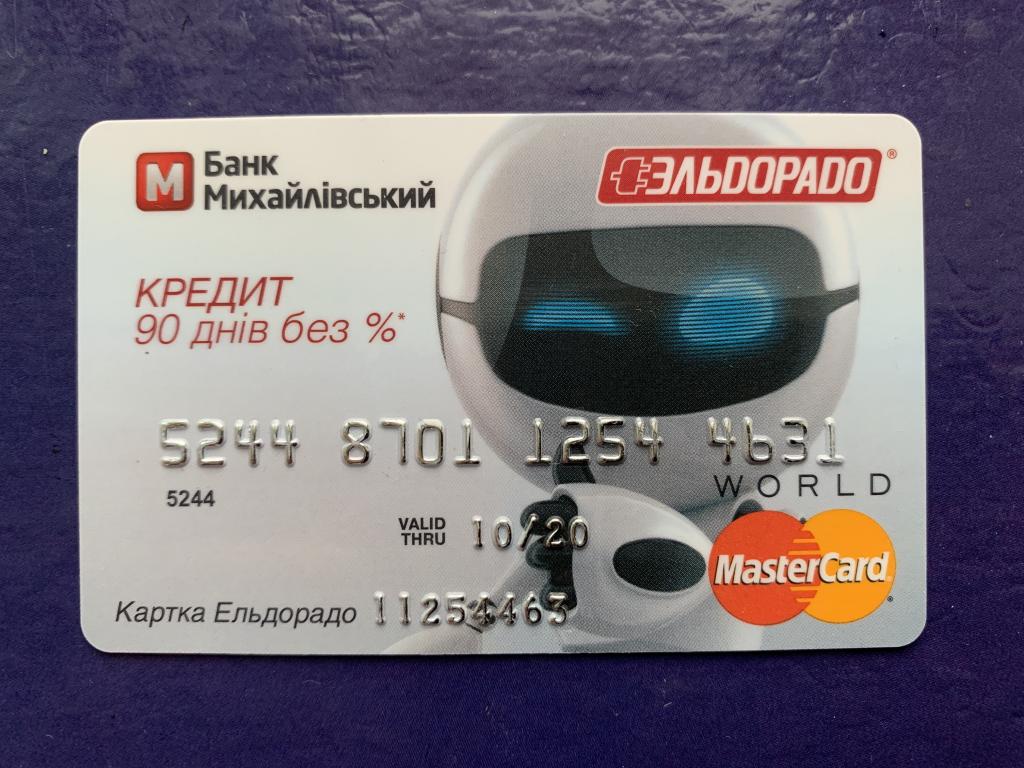 М Банк
Михайлівський
ЭЛЬДОРАДО®
КРЕДИТ
90 днів без %*
5244 8701 1254 4631
5244
WORLD
VALID
THRU 10/20
MasterCard
Картка Ельдорадо 11254463